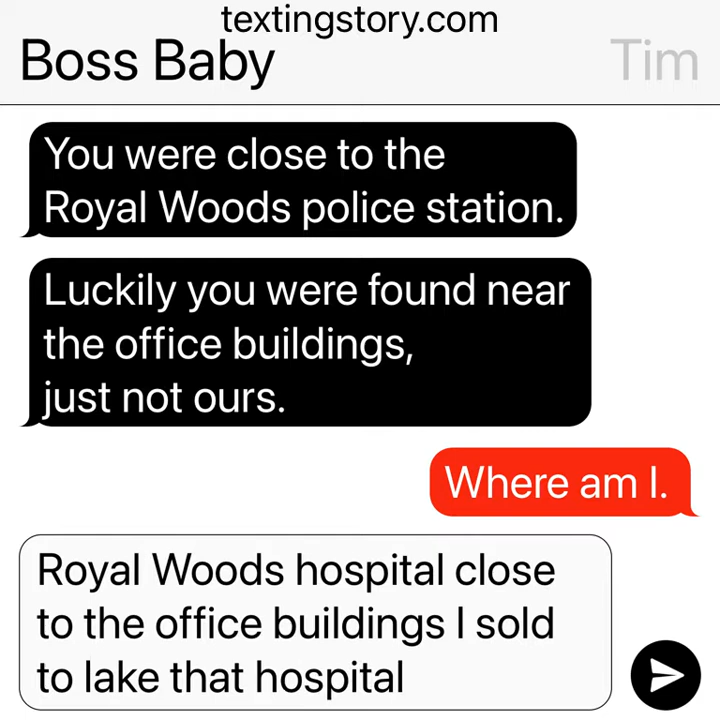 textingstory.com
Boss Baby
Tim
You were close to the
Royal Woods police station.
Luckily you were found near
the office buildings,
just not ours.
Where am I.
Royal Woods hospital close
to the office buildings I sold
to lake that hospital